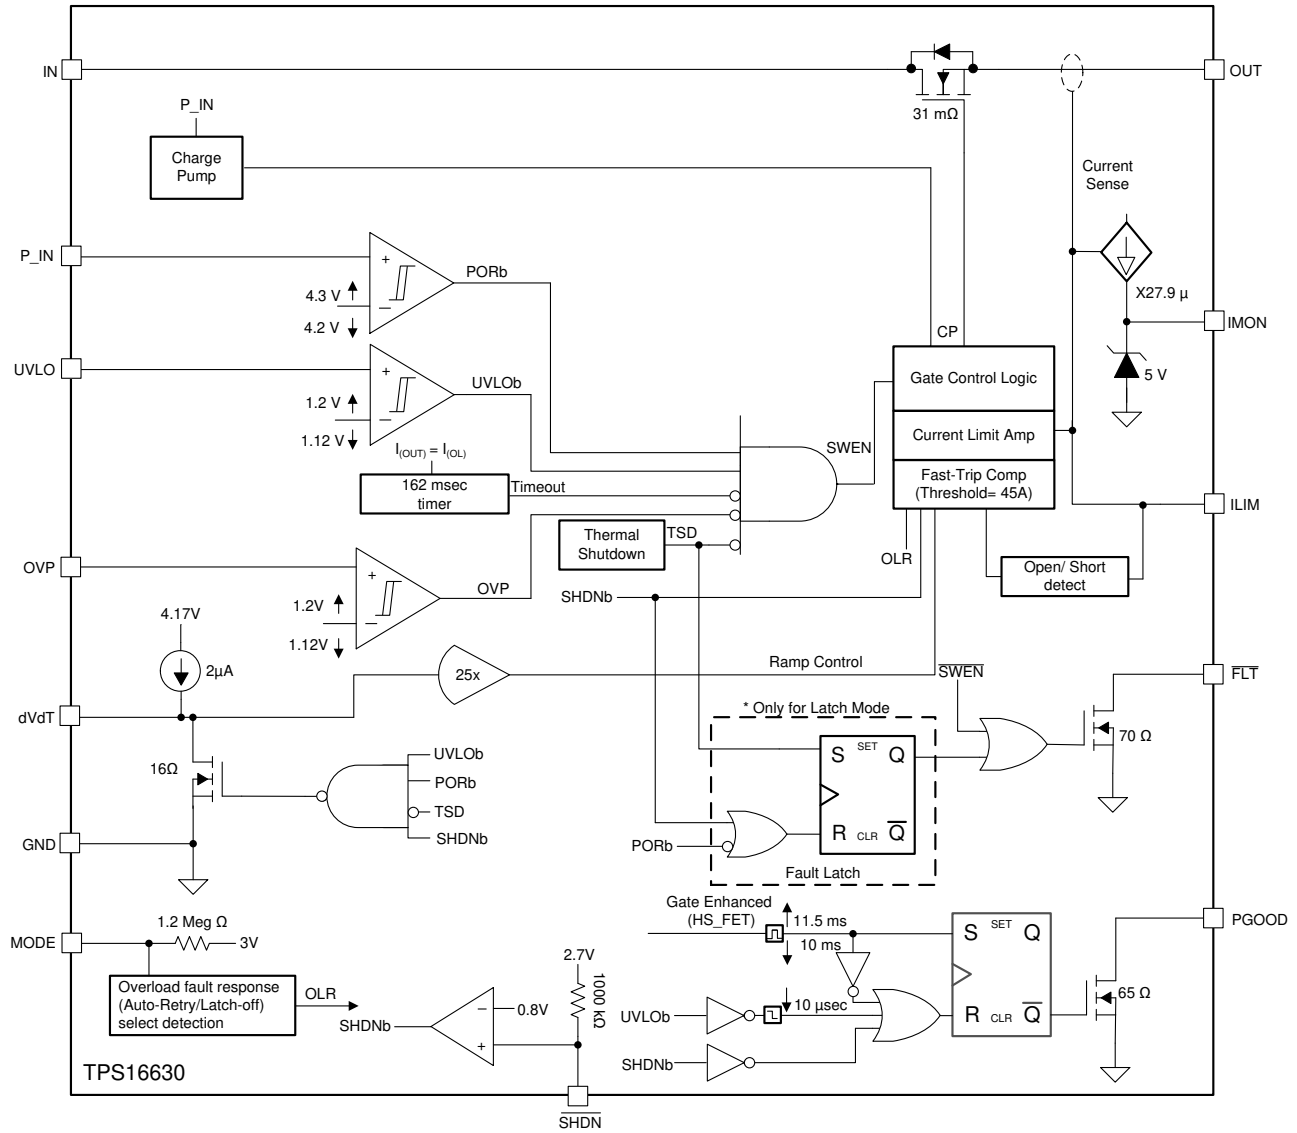 IN
OUT
P_IN
31 mΩ
Charge
Pump
Current
Sense
P_IN
PORb
4.3 V
4.2 V
X27.9 µ
CP
IMON
UVLO
UVLOb
Gate Control Logic
5 V
1.2 V
1.12 V
I(OUT) = I(OL)
SWEN
Current Limit Amp
162 msec
timer
Timeout
Fast-Trip Comp
(Threshold= 45A)
ILIM
Thermal
Shutdown
TSD
OLR
Open/ Short
detect
OVP
OVP
SHDNb
1.2V
1.12V
4.17V
2µA
25x
Ramp Control
SWEN
FLT
dVdT
* Only for Latch Mode
70 Ω
16Ω
UVLOb
PORb
TSD
SHDNb
S
SET
Q
R
CLR
Q
PORb
GND
Fault Latch
Gate Enhanced
(HS_FET)
11.5 ms
10 ms
PGOOD
1.2 Meg Ω
MODE
3V
S
SET
Q
2.7V
1000 kΩ
Overload fault response
(Auto-Retry/Latch-off)
select detection
OLR
0.8V
SHDNb
–
+
UVLOb
10 µsec
R
CLR
Q
65 Ω
SHDNb
TPS16630
SHDN